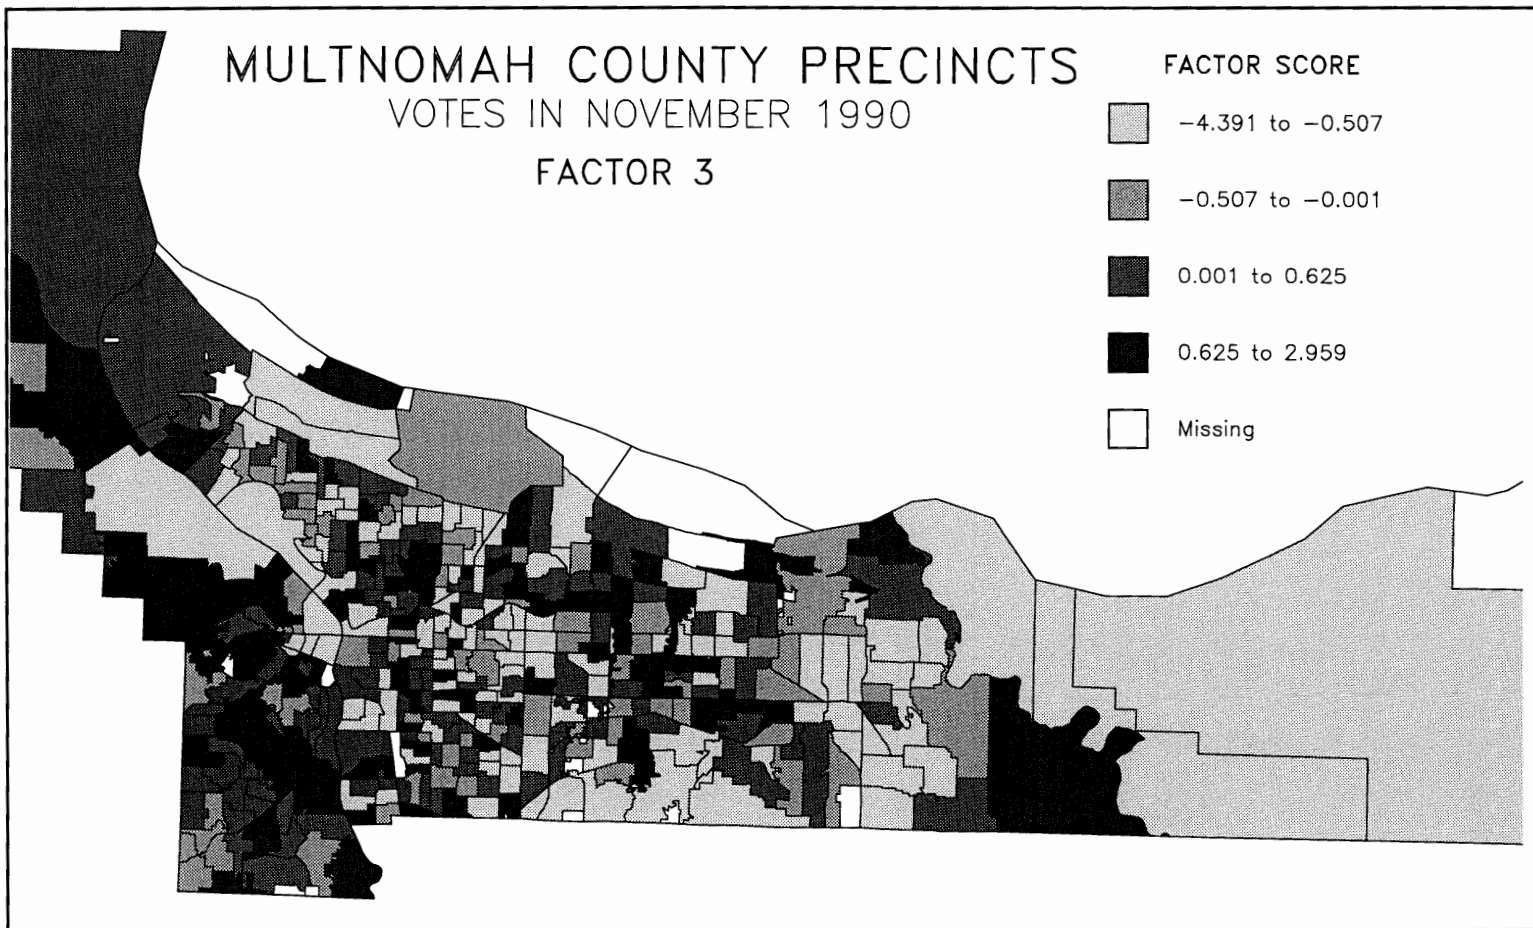 MULTNOMAH COUNTY PRECINCTS
VOTES IN NOVEMBER 1990
FACTOR 3
FACTOR SCORE
−4.391 to −0.507
−0.507 to −0.001
0.001 to 0.625
0.625 to 2.959
Missing